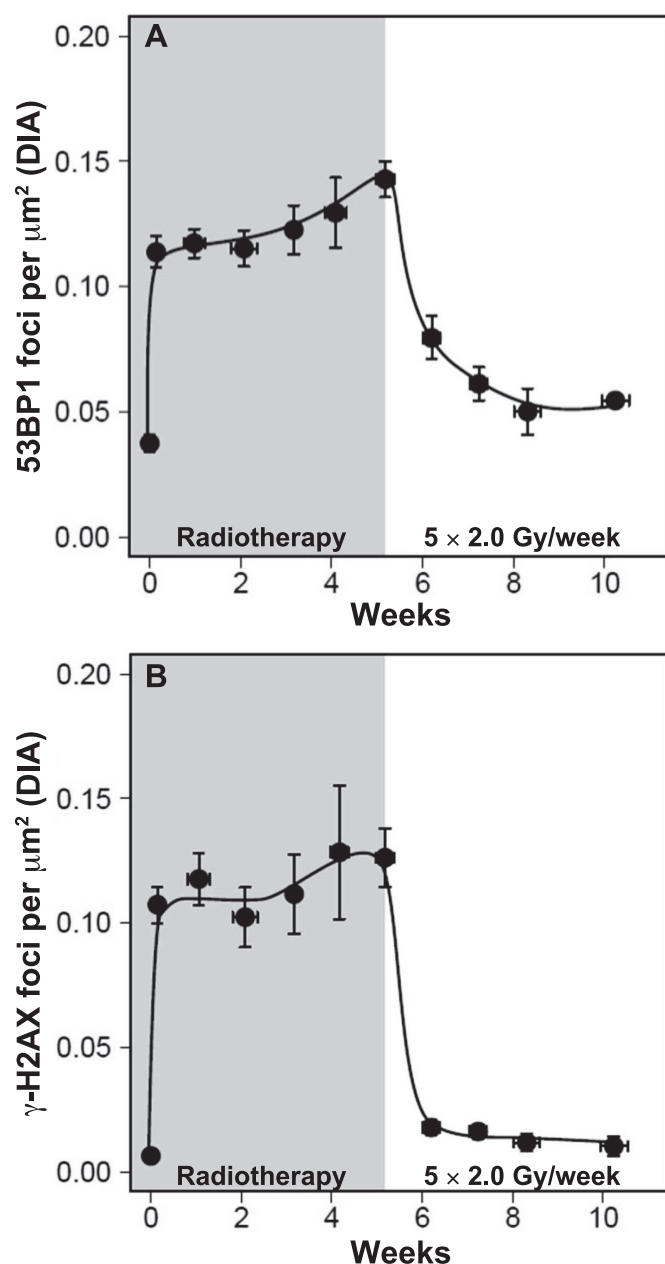 A
53BP1 foci per μm² (DIA)
0.20
0.15
0.10
0.05
0.00
Radiotherapy 5 × 2.0 Gy/week
0 2 4 6 8 10
Weeks
B
γ-H2AX foci per μm² (DIA)
0.20
0.15
0.10
0.05
0.00
Radiotherapy 5 × 2.0 Gy/week
0 2 4 6 8 10
Weeks